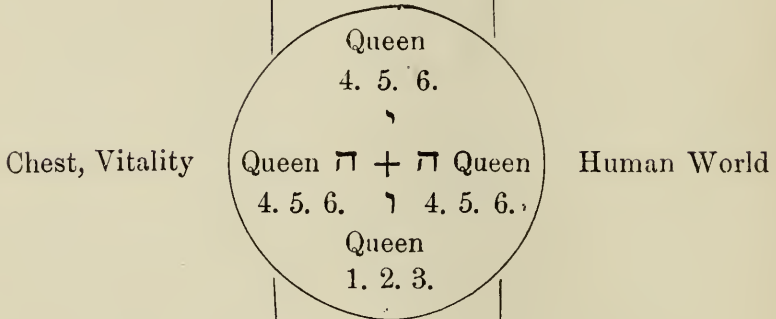 Queen
4. 5. 6.
י
Chest, Vitality Queen ה + ה Queen Human World
4. 5. 6. ו 4. 5. 6.
Queen
1. 2. 3.